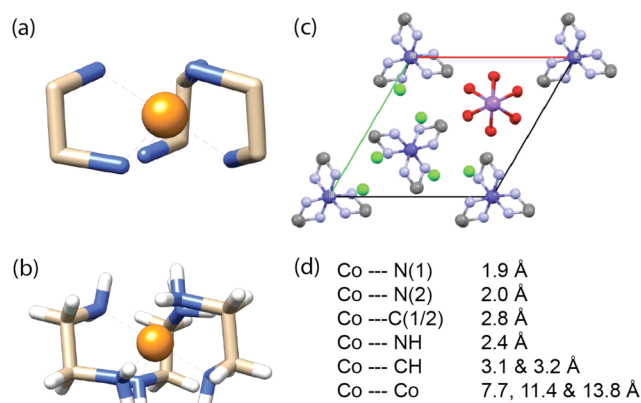 (a)
(b)
(c)
(d)
Co --- N(1) 1.9 Å
Co --- N(2) 2.0 Å
Co ---C(1/2) 2.8 Å
Co --- NH 2.4 Å
Co --- CH 3.1 & 3.2 Å
Co --- Co 7.7, 11.4 & 13.8 Å